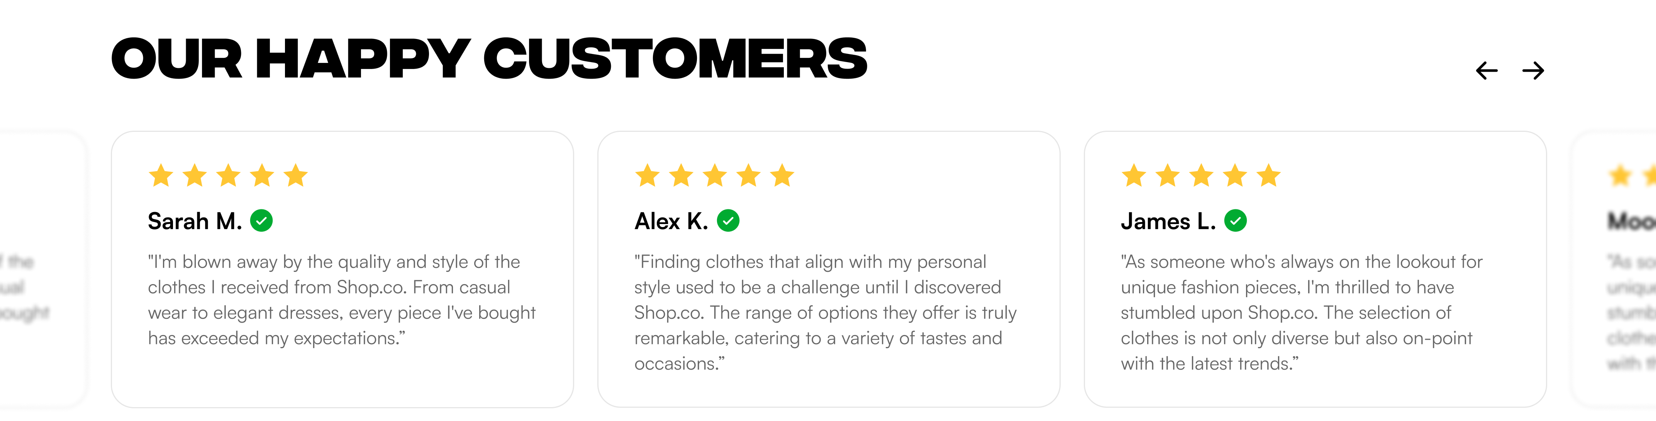 OUR HAPPY CUSTOMERS
Sarah M.
"I'm blown away by the quality and style of the
clothes I received from Shop.co. From casual
wear to elegant dresses, every piece I've bought
has exceeded my expectations.”
Alex K.
"Finding clothes that align with my personal
style used to be a challenge until I discovered
Shop.co. The range of options they offer is truly
remarkable, catering to a variety of tastes and
occasions.”
James L.
"As someone who's always on the lookout for
unique fashion pieces, I'm thrilled to have
stumbled upon Shop.co. The selection of
clothes is not only diverse but also on-point
with the latest trends.”
the
bought
"As